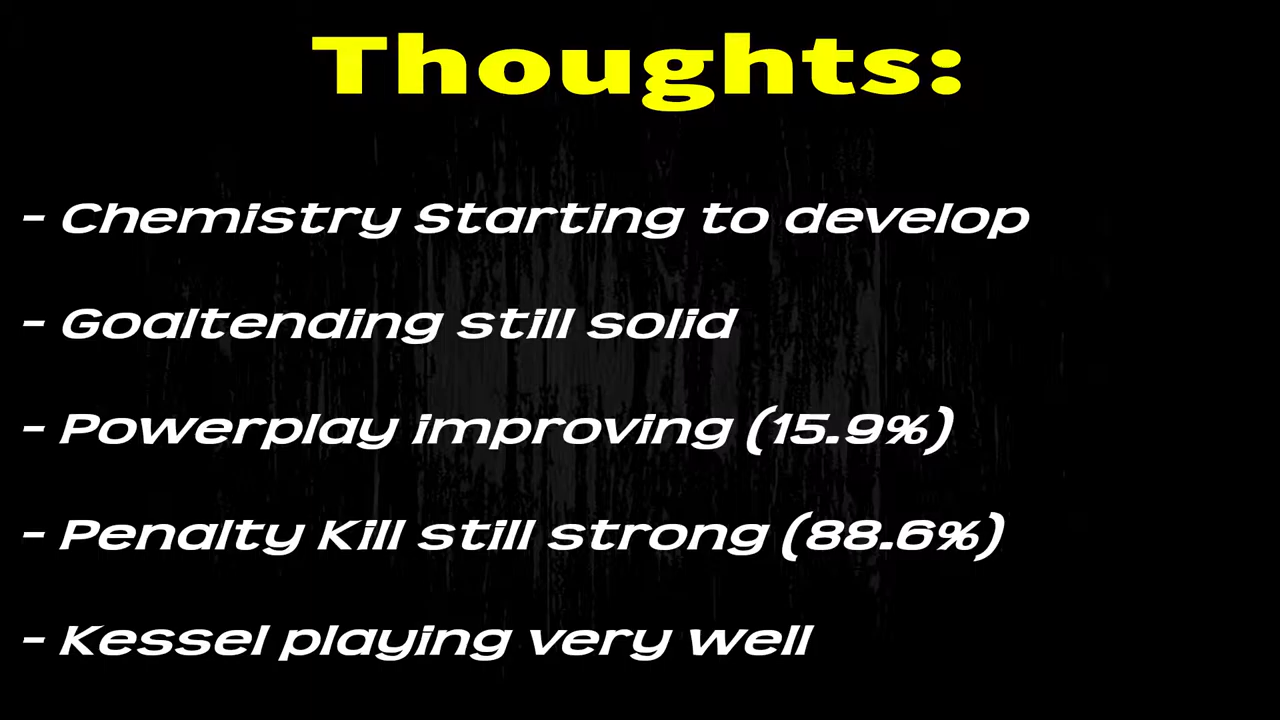 Thoughts:
- Chemistry Starting to develop
- Goaltending still solid
- Powerplay improving (15.9%)
- Penalty Kill still strong (88.6%)
- Kessel playing very well